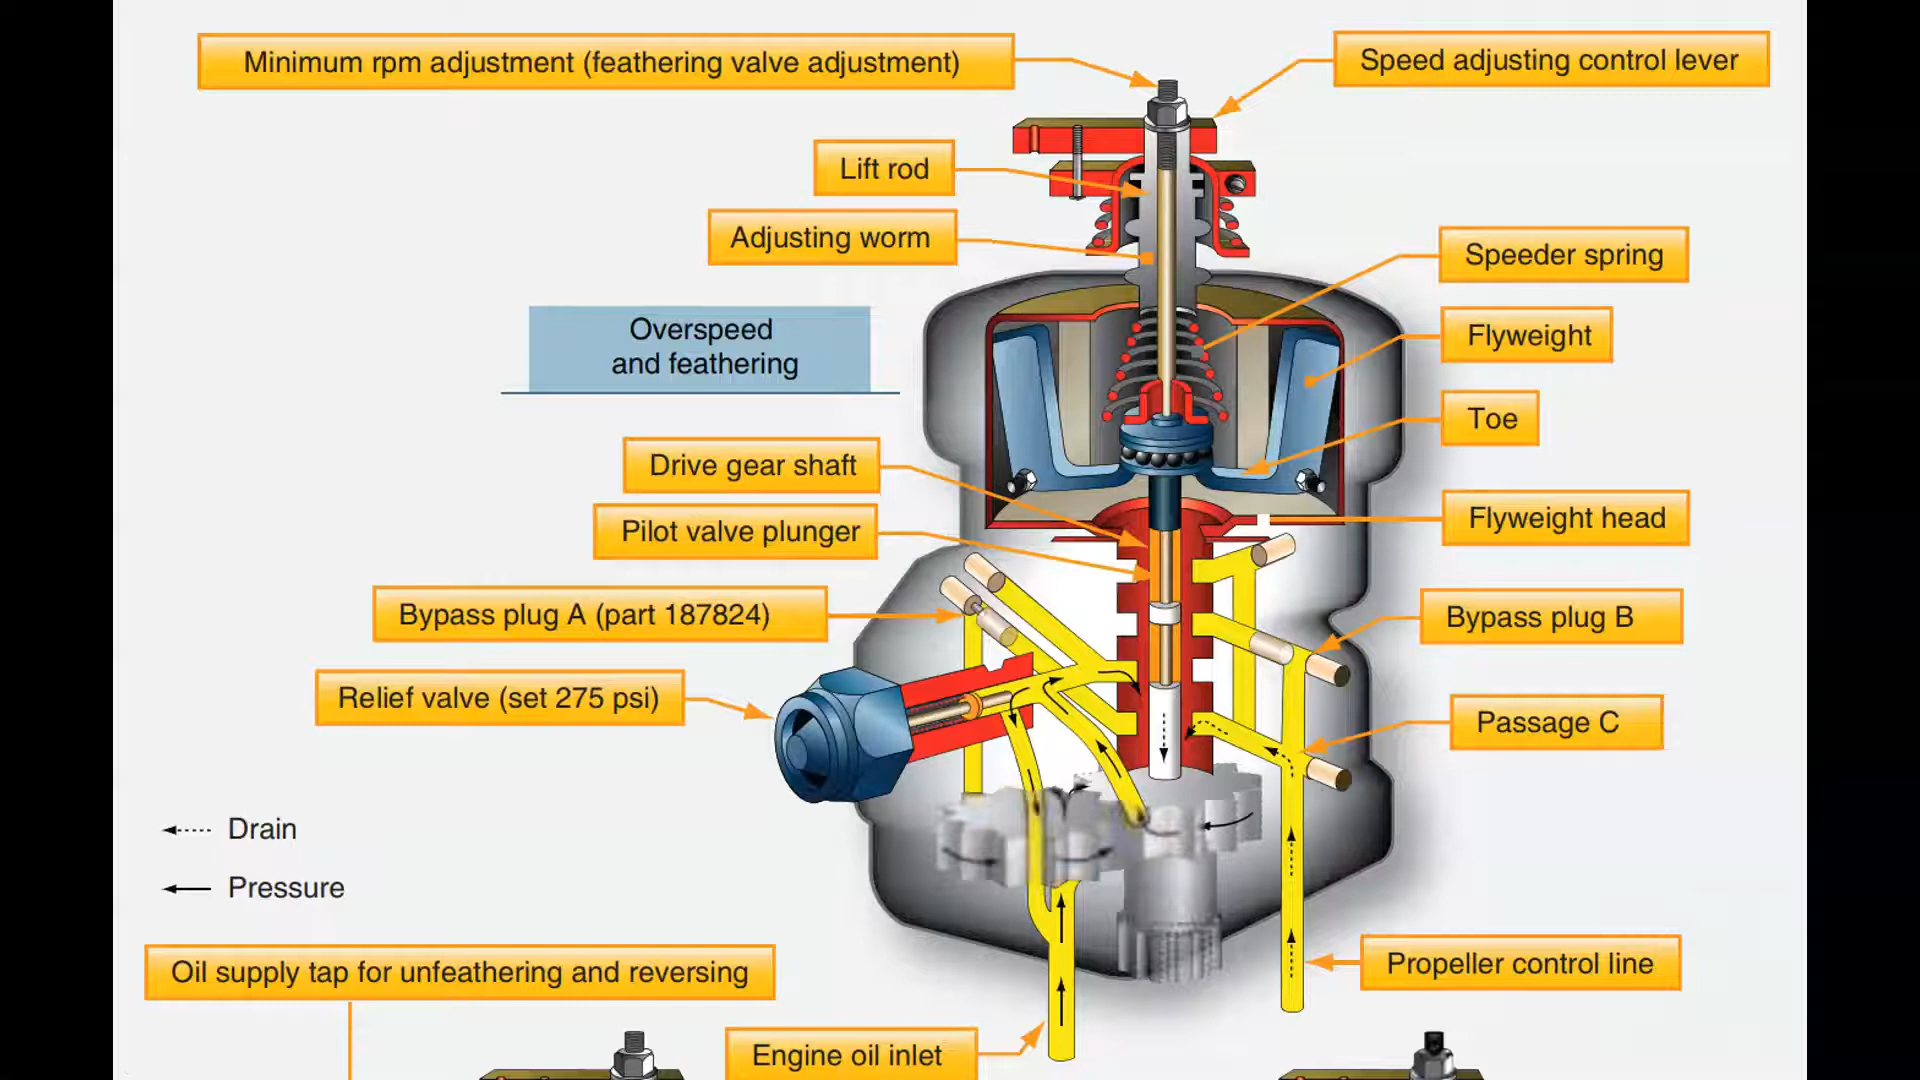 Minimum rpm adjustment (feathering valve adjustment)
Speed adjusting control lever
Lift rod
Adjusting worm
Speeder spring
Overspeed
and feathering
Flyweight
Toe
Drive gear shaft
Flyweight head
Pilot valve plunger
Bypass plug A (part 187824)
Bypass plug B
Relief valve (set 275 psi)
Passage C
Drain
Pressure
Oil supply tap for unfeathering and reversing
Propeller control line
Engine oil inlet